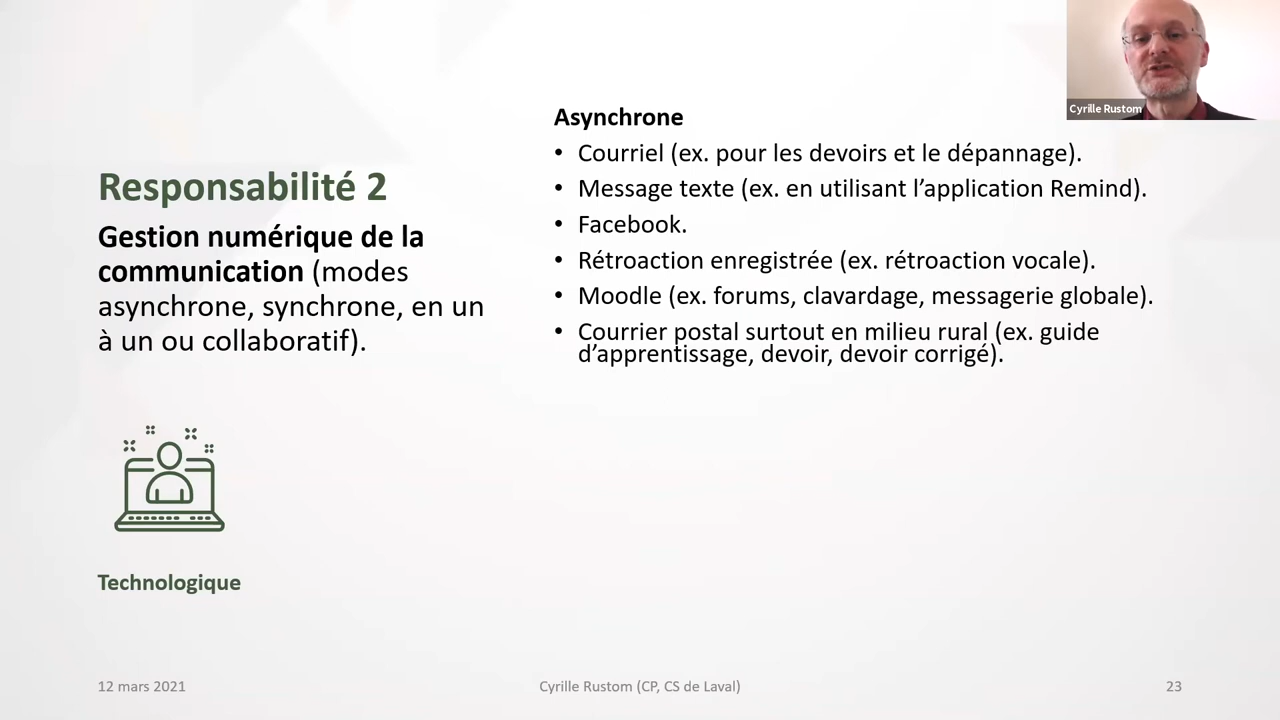 Cyrille Rustom
Asynchrone
• Courriel (ex. pour les devoirs et le dépannage).
• Message texte (ex. en utilisant l’application Remind).
• Facebook.
• Rétroaction enregistrée (ex. rétroaction vocale).
• Moodle (ex. forums, clavardage, messagerie globale).
• Courrier postal surtout en milieu rural (ex. guide
d’apprentissage, devoir, devoir corrigé).
Responsabilité 2
Gestion numérique de la
communication (modes
asynchrone, synchrone, en un
à un ou collaboratif).
Technologique
12 mars 2021
Cyrille Rustom (CP, CS de Laval)
23